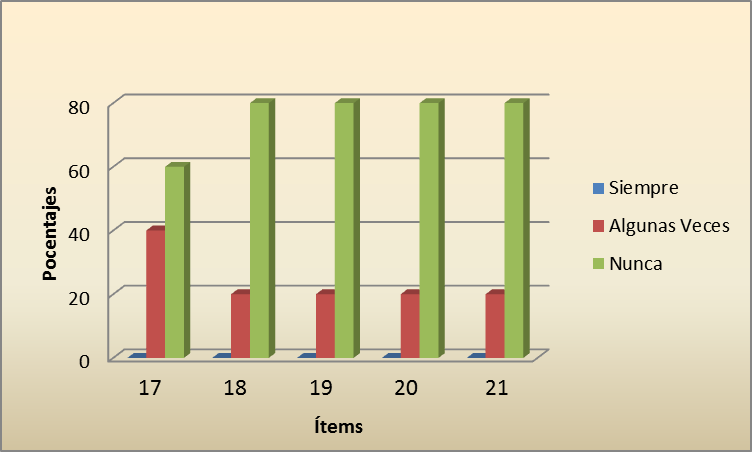 80
60
40
20
0
Pocentajes
17 18 19 20 21
Ítems
Siempre
Algunas Veces
Nunca